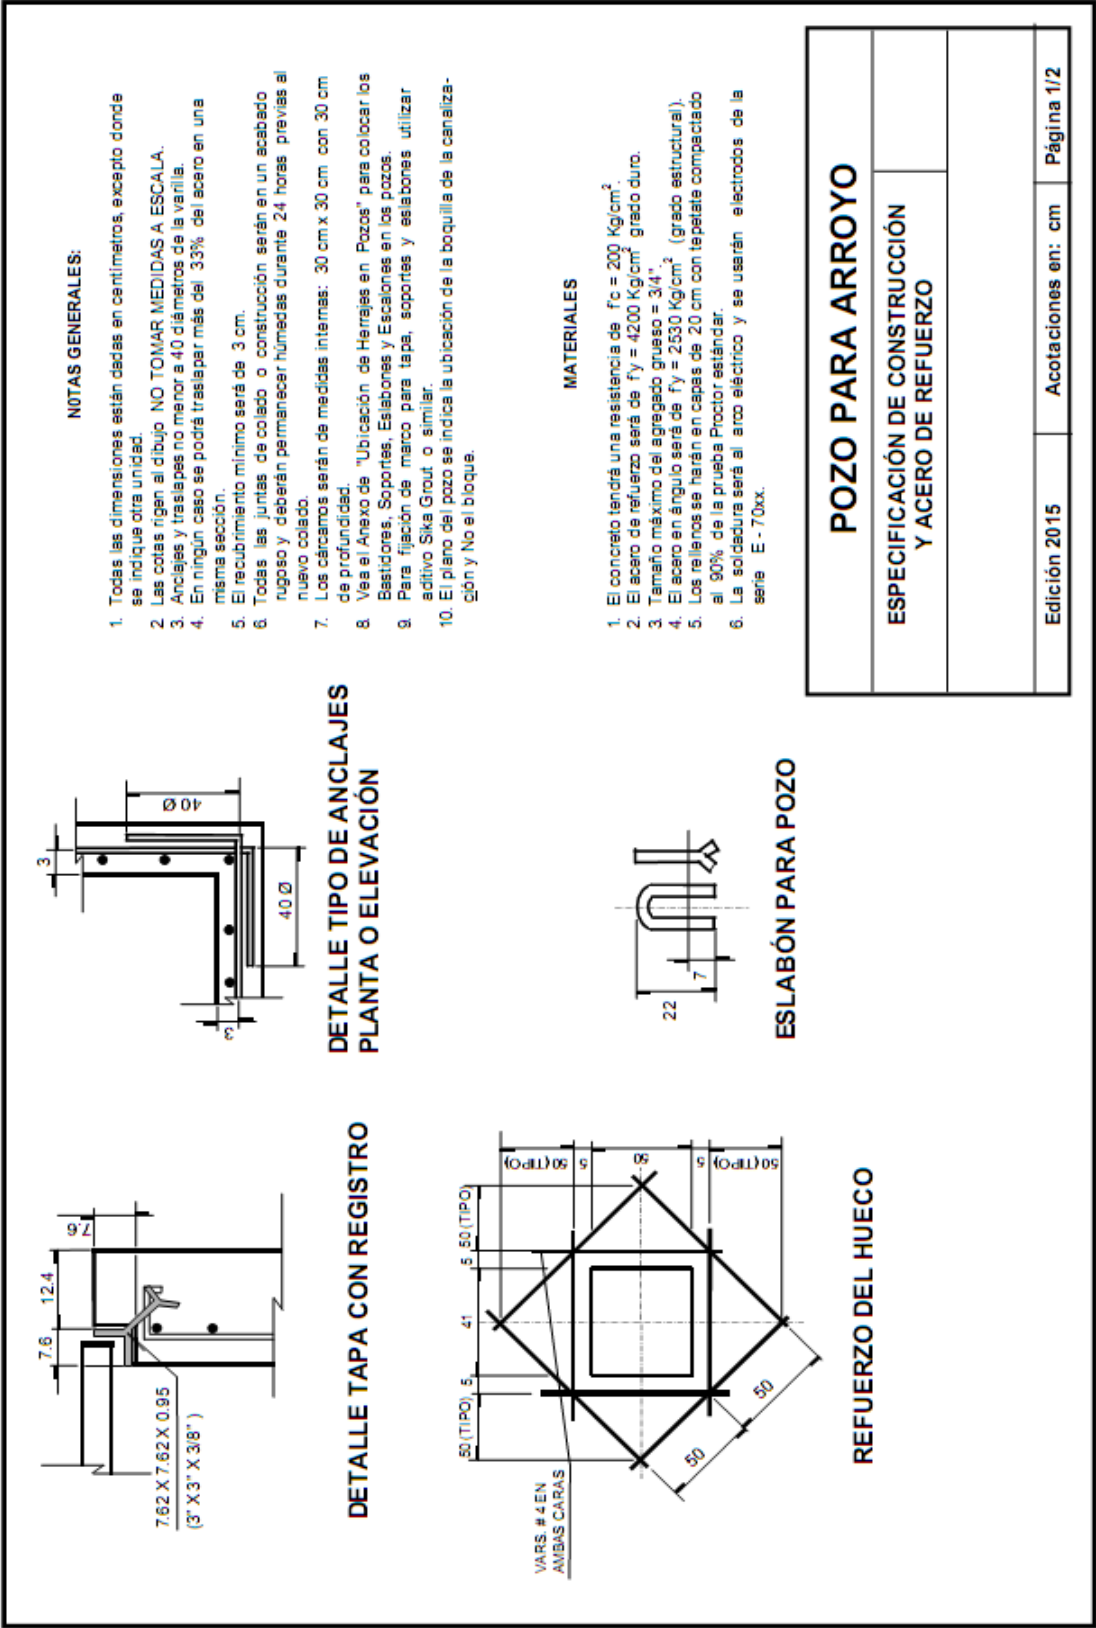 7.6
12.4
7.6
7.62 X 7.62 X 0.95
(3" X 3" X 3/8" )
DETALLE TAPA CON REGISTRO
3
3
40 Ø
40 Ø
DETALLE TIPO DE ANCLAJES
PLANTA O ELEVACIÓN
N0TAS GENERALES:
1. Todas las dimensiones están dadas en centímetros, excepto donde
se indique otra unidad.
2 Las cotas rigen al dibujo NO TOMAR MEDIDAS A ESCALA.
3. Anclajes y traslapes no menor a 40 diámetros de la varilla.
4. En ningún caso se podrá traslapar más del 33% del acero en una
misma sección.
5. El recubrimiento mínimo será de 3 cm.
6. Todas las juntas de colado o construcción serán en un acabado
rugoso y deberán permanecer húmedas durante 24 horas previas al
nuevo colado.
7. Los cárcamos serán de medidas internas: 30 cm x 30 cm con 30 cm
de profundidad.
8. Vea el Anexo de "Ubicación de Herrajes en Pozos" para colocar los
Bastidores, Soportes, Eslabones y Escalones en los pozos.
9. Para fijación de marco para tapa, soportes y eslabones utilizar
aditivo Sika Grout o similar.
10. El plano del pozo se indica la ubicación de la boquilla de la canaliza-
ción y No el bloque.
VARS. # 4 EN
AMBAS CARAS
50 (TIPO)
5
41
5
50 (TIPO)
50 (TIPO)
5
50
5
50 (TIPO)
50
50
REFUERZO DEL HUECO
22
7
ESLABÓN PARA POZO
MATERIALES
1. El concreto tendrá una resistencia de f'c = 200 Kg/cm2.
2. El acero de refuerzo será de f'y = 4200 Kg/cm2 grado duro.
3. Tamaño máximo del agregado grueso = 3/4".
4. El acero en ángulo será de f'y = 2530 Kg/cm2 (grado estructural).
5. Los rellenos se harán en capas de 20 cm con tepetate compactado
al 90% de la prueba Proctor estándar.
6. La soldadura será al arco eléctrico y se usarán electrodos de la
serie E - 70xx.
POZO PARA ARROYO
ESPECIFICACIÓN DE CONSTRUCCIÓN
Y ACERO DE REFUERZO
Edición 2015
Acotaciones en: cm
Página 1/2